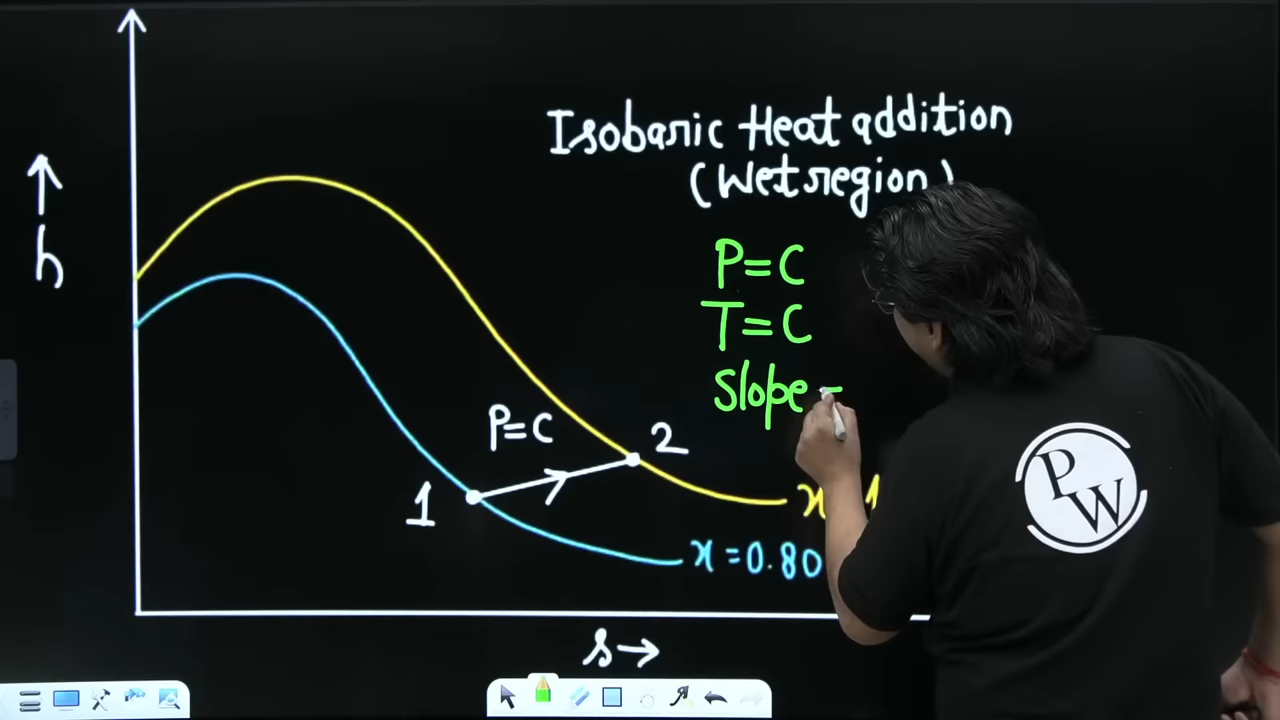 Isobaric Heat addition
(Wet region)
h
P=C
T=C
Slope =
P=C
2
1
x
x=0.80
s→
PW